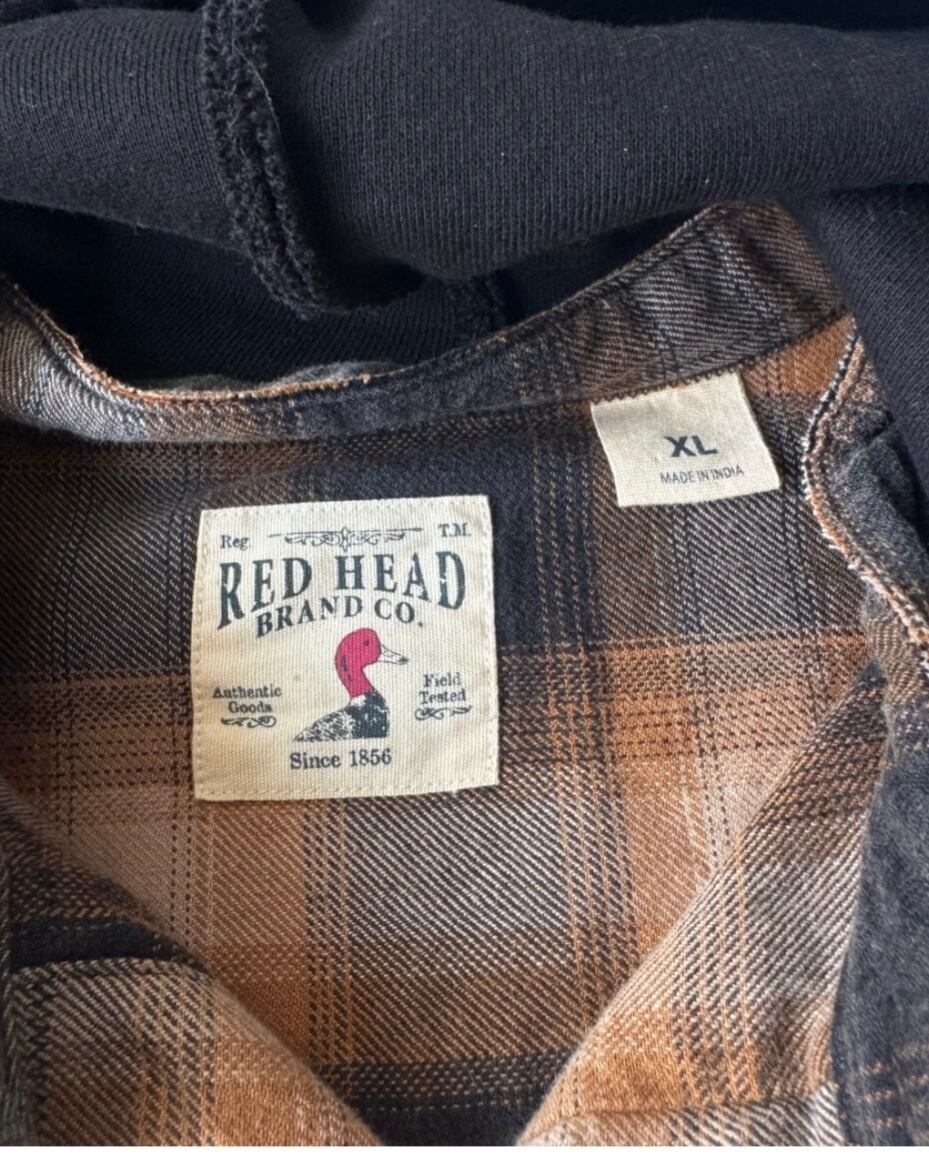 XL
MADE IN INDIA
Reg. T.M.
RED HEAD
BRAND CO.
Authentic Goods
Field Tested
Since 1856